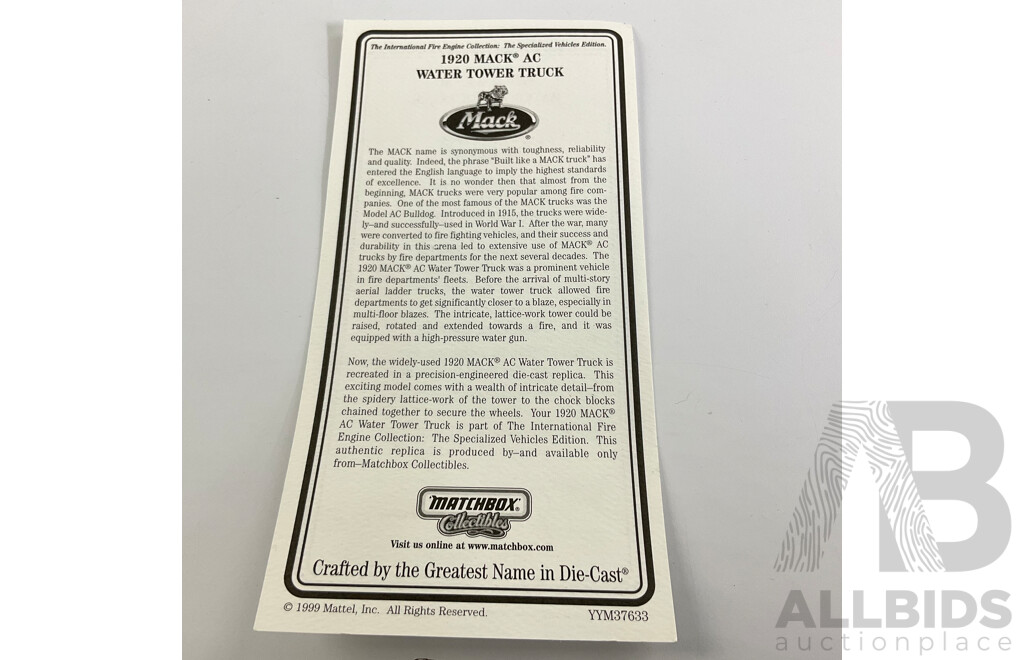 The International Fire Engine Collection: The Specialized Vehicles Edition.
1920 MACK® AC
WATER TOWER TRUCK
Mack®
The MACK name is synonymous with toughness, reliability
and quality. Indeed, the phrase "Built like a MACK truck" has
entered the English language to imply the highest standards
of excellence. It is no wonder then that almost from the
beginning, MACK trucks were very popular among fire com-
panies. One of the most famous of the MACK trucks was the
Model AC Bulldog. Introduced in 1915, the trucks were wide-
ly–and successfully–used in World War I. After the war, many
were converted to fire fighting vehicles, and their success and
durability in this arena led to extensive use of MACK® AC
trucks by fire departments for the next several decades. The
1920 MACK® AC Water Tower Truck was a prominent vehicle
in fire departments' fleets. Before the arrival of multi-story
aerial ladder trucks, the water tower truck allowed fire
departments to get significantly closer to a blaze, especially in
multi-floor blazes. The intricate, lattice-work tower could be
raised, rotated and extended towards a fire, and it was
equipped with a high-pressure water gun.
Now, the widely-used 1920 MACK® AC Water Tower Truck is
recreated in a precision-engineered die-cast replica. This
exciting model comes with a wealth of intricate detail–from
the spidery lattice-work of the tower to the chock blocks
chained together to secure the wheels. Your 1920 MACK®
AC Water Tower Truck is part of The International Fire
Engine Collection: The Specialized Vehicles Edition. This
authentic replica is produced by–and available only
from–Matchbox Collectibles.
MATCHBOX®
Collectibles
Visit us online at www.matchbox.com
Crafted by the Greatest Name in Die-Cast®
© 1999 Mattel, Inc. All Rights Reserved.
YYM37633
AB
ALLBIDS
auctionplace